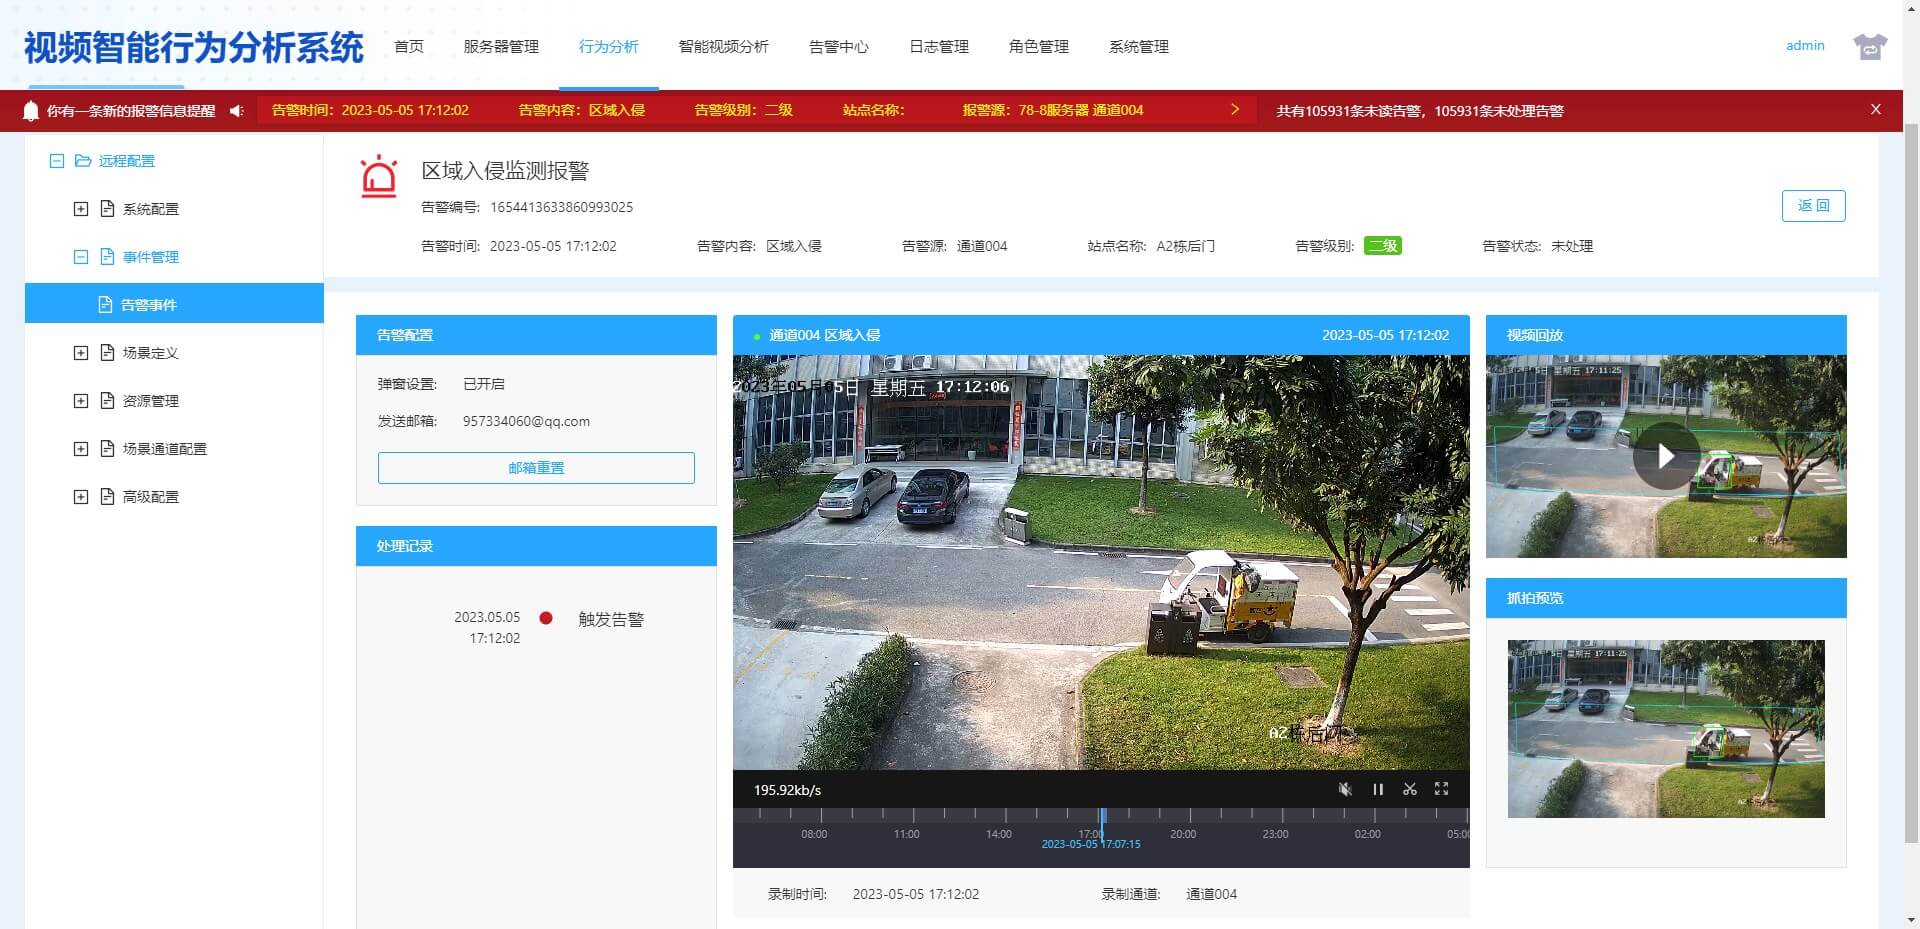 视频智能行为分析系统
首页 服务器管理 行为分析 智能视频分析 告警中心 日志管理 角色管理 系统管理
admin
你有一条新的报警信息提醒 告警时间：2023-05-05 17:12:02 告警内容：区域入侵 告警级别：二级 站点名称： 报警源：78-8服务器 通道004 共有105931条未读告警，105931条未处理告警 X
远程配置
系统配置
事件管理
告警事件
场景定义
资源管理
场景通道配置
高级配置
区域入侵监测报警
告警编号: 1654413633860993025
返 回
告警时间: 2023-05-05 17:12:02 告警内容: 区域入侵 告警源: 通道004 站点名称: A2栋后门 告警级别: 二级 告警状态: 未处理
告警配置
弹窗设置: 已开启
发送邮箱: 957334060@qq.com
邮箱重置
处理记录
2023.05.05
17:12:02
触发告警
通道004 区域入侵 2023-05-05 17:12:02
2023年05月05日 星期五 17:12:06
A2栋后门
195.92kb/s
08:00 11:00 14:00 17:00 20:00 23:00 02:00 05:00
2023-05-05 17:07:15
录制时间: 2023-05-05 17:12:02 录制通道: 通道004
视频回放
5日 星期五 17:11:25
抓拍预览
5日 星期五 17:11:25